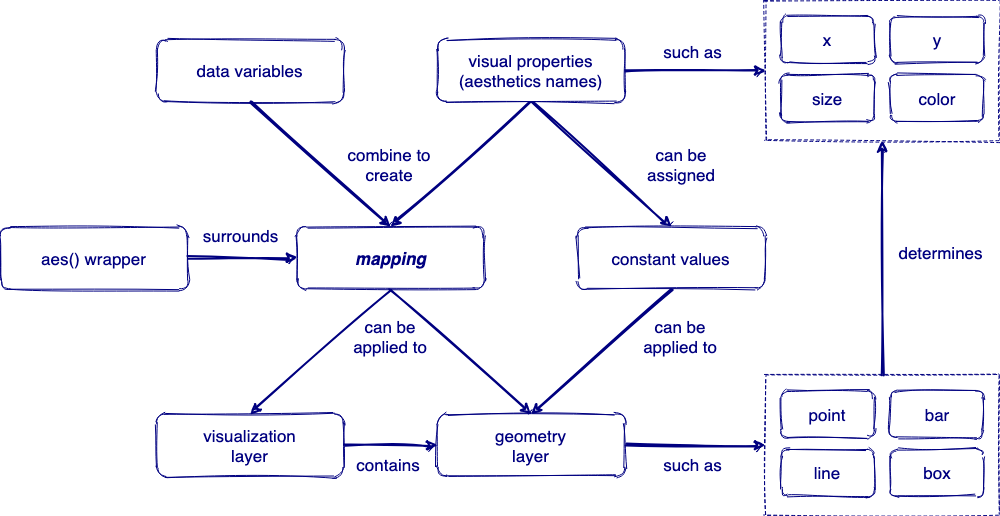 data variables
visual properties
(aesthetics names)
such as
x
y
size
color
combine to
create
can be
assigned
aes() wrapper
surrounds
mapping
constant values
determines
can be
applied to
can be
applied to
visualization
layer
contains
geometry
layer
such as
point
bar
line
box